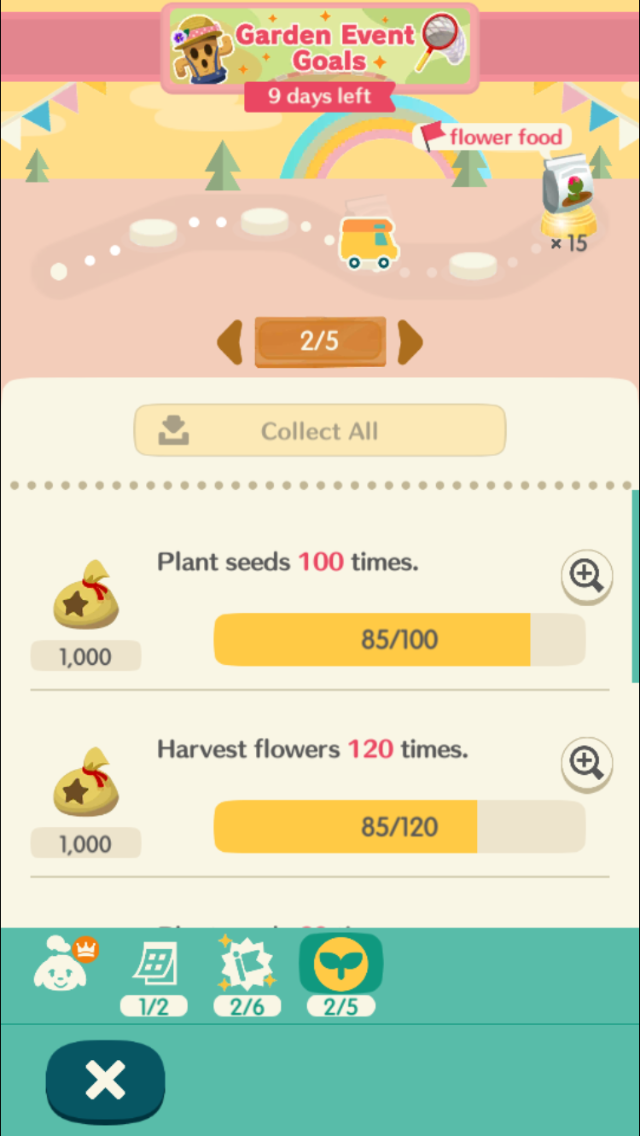 Garden Event
Goals
9 days left
flower food
× 15
2/5
Collect All
Plant seeds 100 times.
85/100
1,000
Harvest flowers 120 times.
85/120
1,000
1/2
2/6
2/5